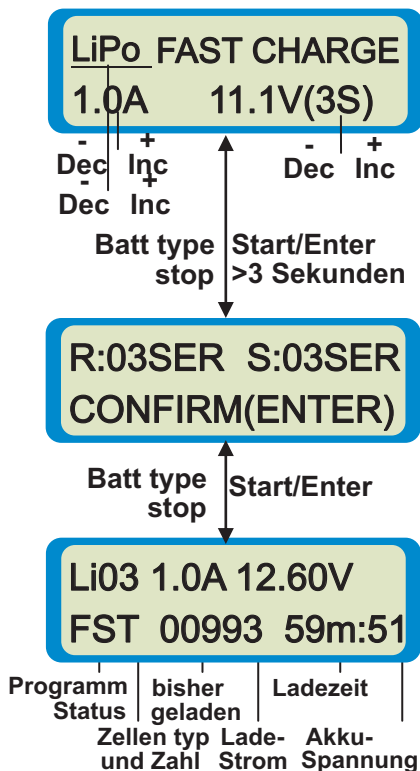 LiPo FAST CHARGE
1.0A 11.1V(3S)
- + - +
Dec Inc Dec Inc
- +
Dec Inc
Batt type Start/Enter
stop >3 Sekunden
R:03SER S:03SER
CONFIRM(ENTER)
Batt type Start/Enter
stop
Li03 1.0A 12.60V
FST 00993 59m:51
Programm bisher Ladezeit
Status geladen
Zellen typ Lade- Akku-
und Zahl Strom Spannung